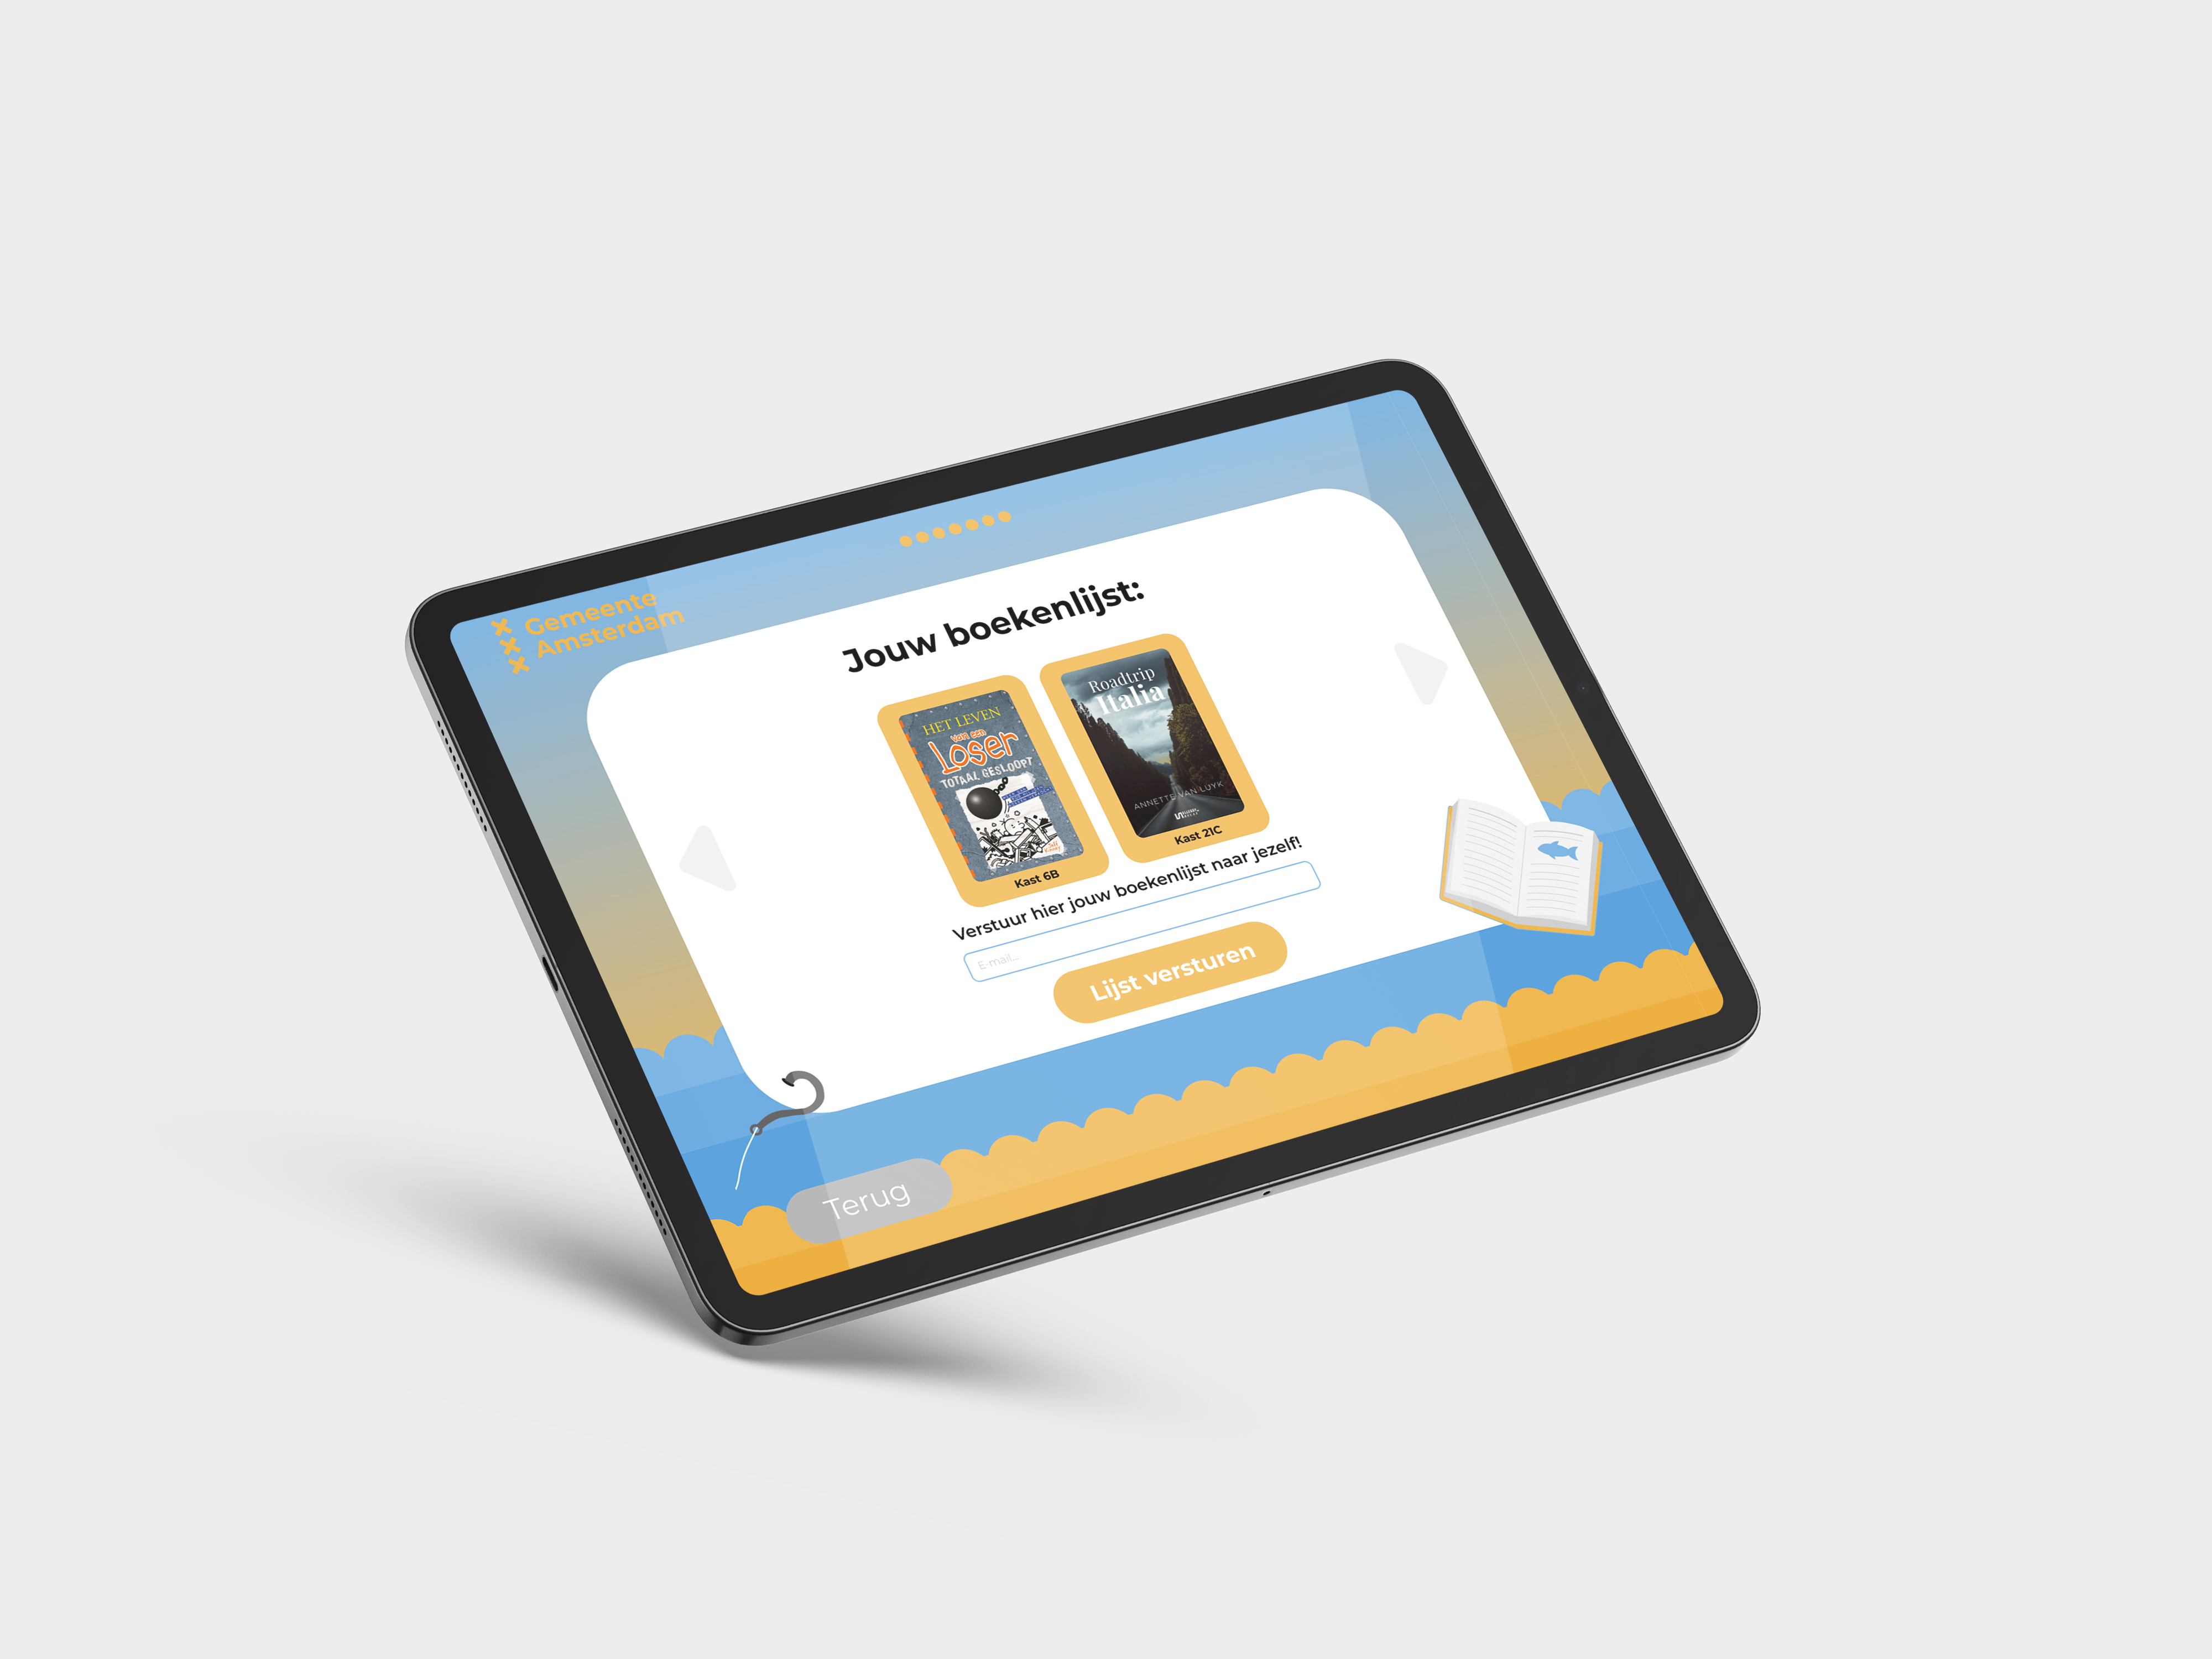 Gemeente
Amsterdam
Jouw boekenlijst:
HET LEVEN
van een
Loser
TOTAAL GESLOOPT
Kast 6B
Roadtrip
Italia
ANNETTE VAN LUYK
Kast 21C
Verstuur hier jouw boekenlijst naar jezelf!
E-mail...
Lijst versturen
Terug